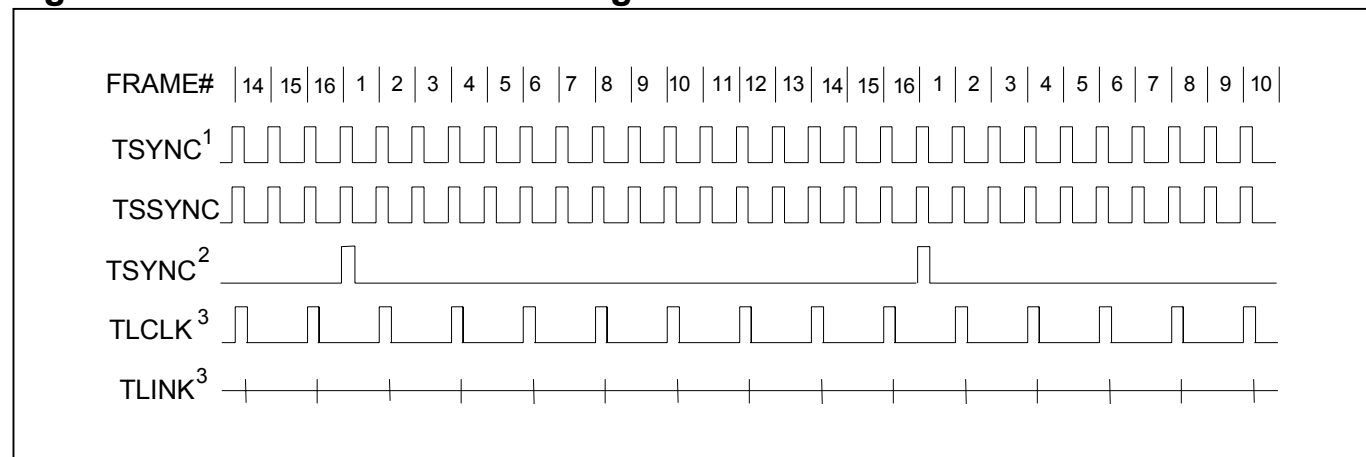 FRAME# 14 15 16 1 2 3 4 5 6 7 8 9 10 11 12 13 14 15 16 1 2 3 4 5 6 7 8 9 10
TSYNC¹
TSSYNC
TSYNC²
TLCLK³
TLINK³